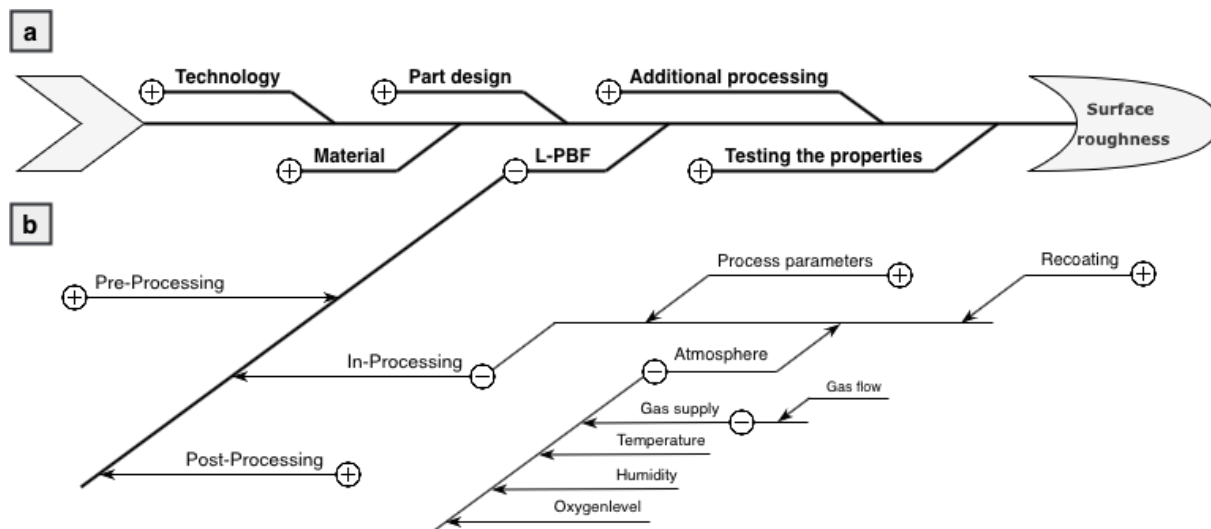 a
Technology
Part design
Additional processing
Surface
roughness
Material
L-PBF
Testing the properties
b
Pre-Processing
Process parameters
Recoating
In-Processing
Atmosphere
Gas flow
Gas supply
Temperature
Post-Processing
Humidity
Oxygenlevel